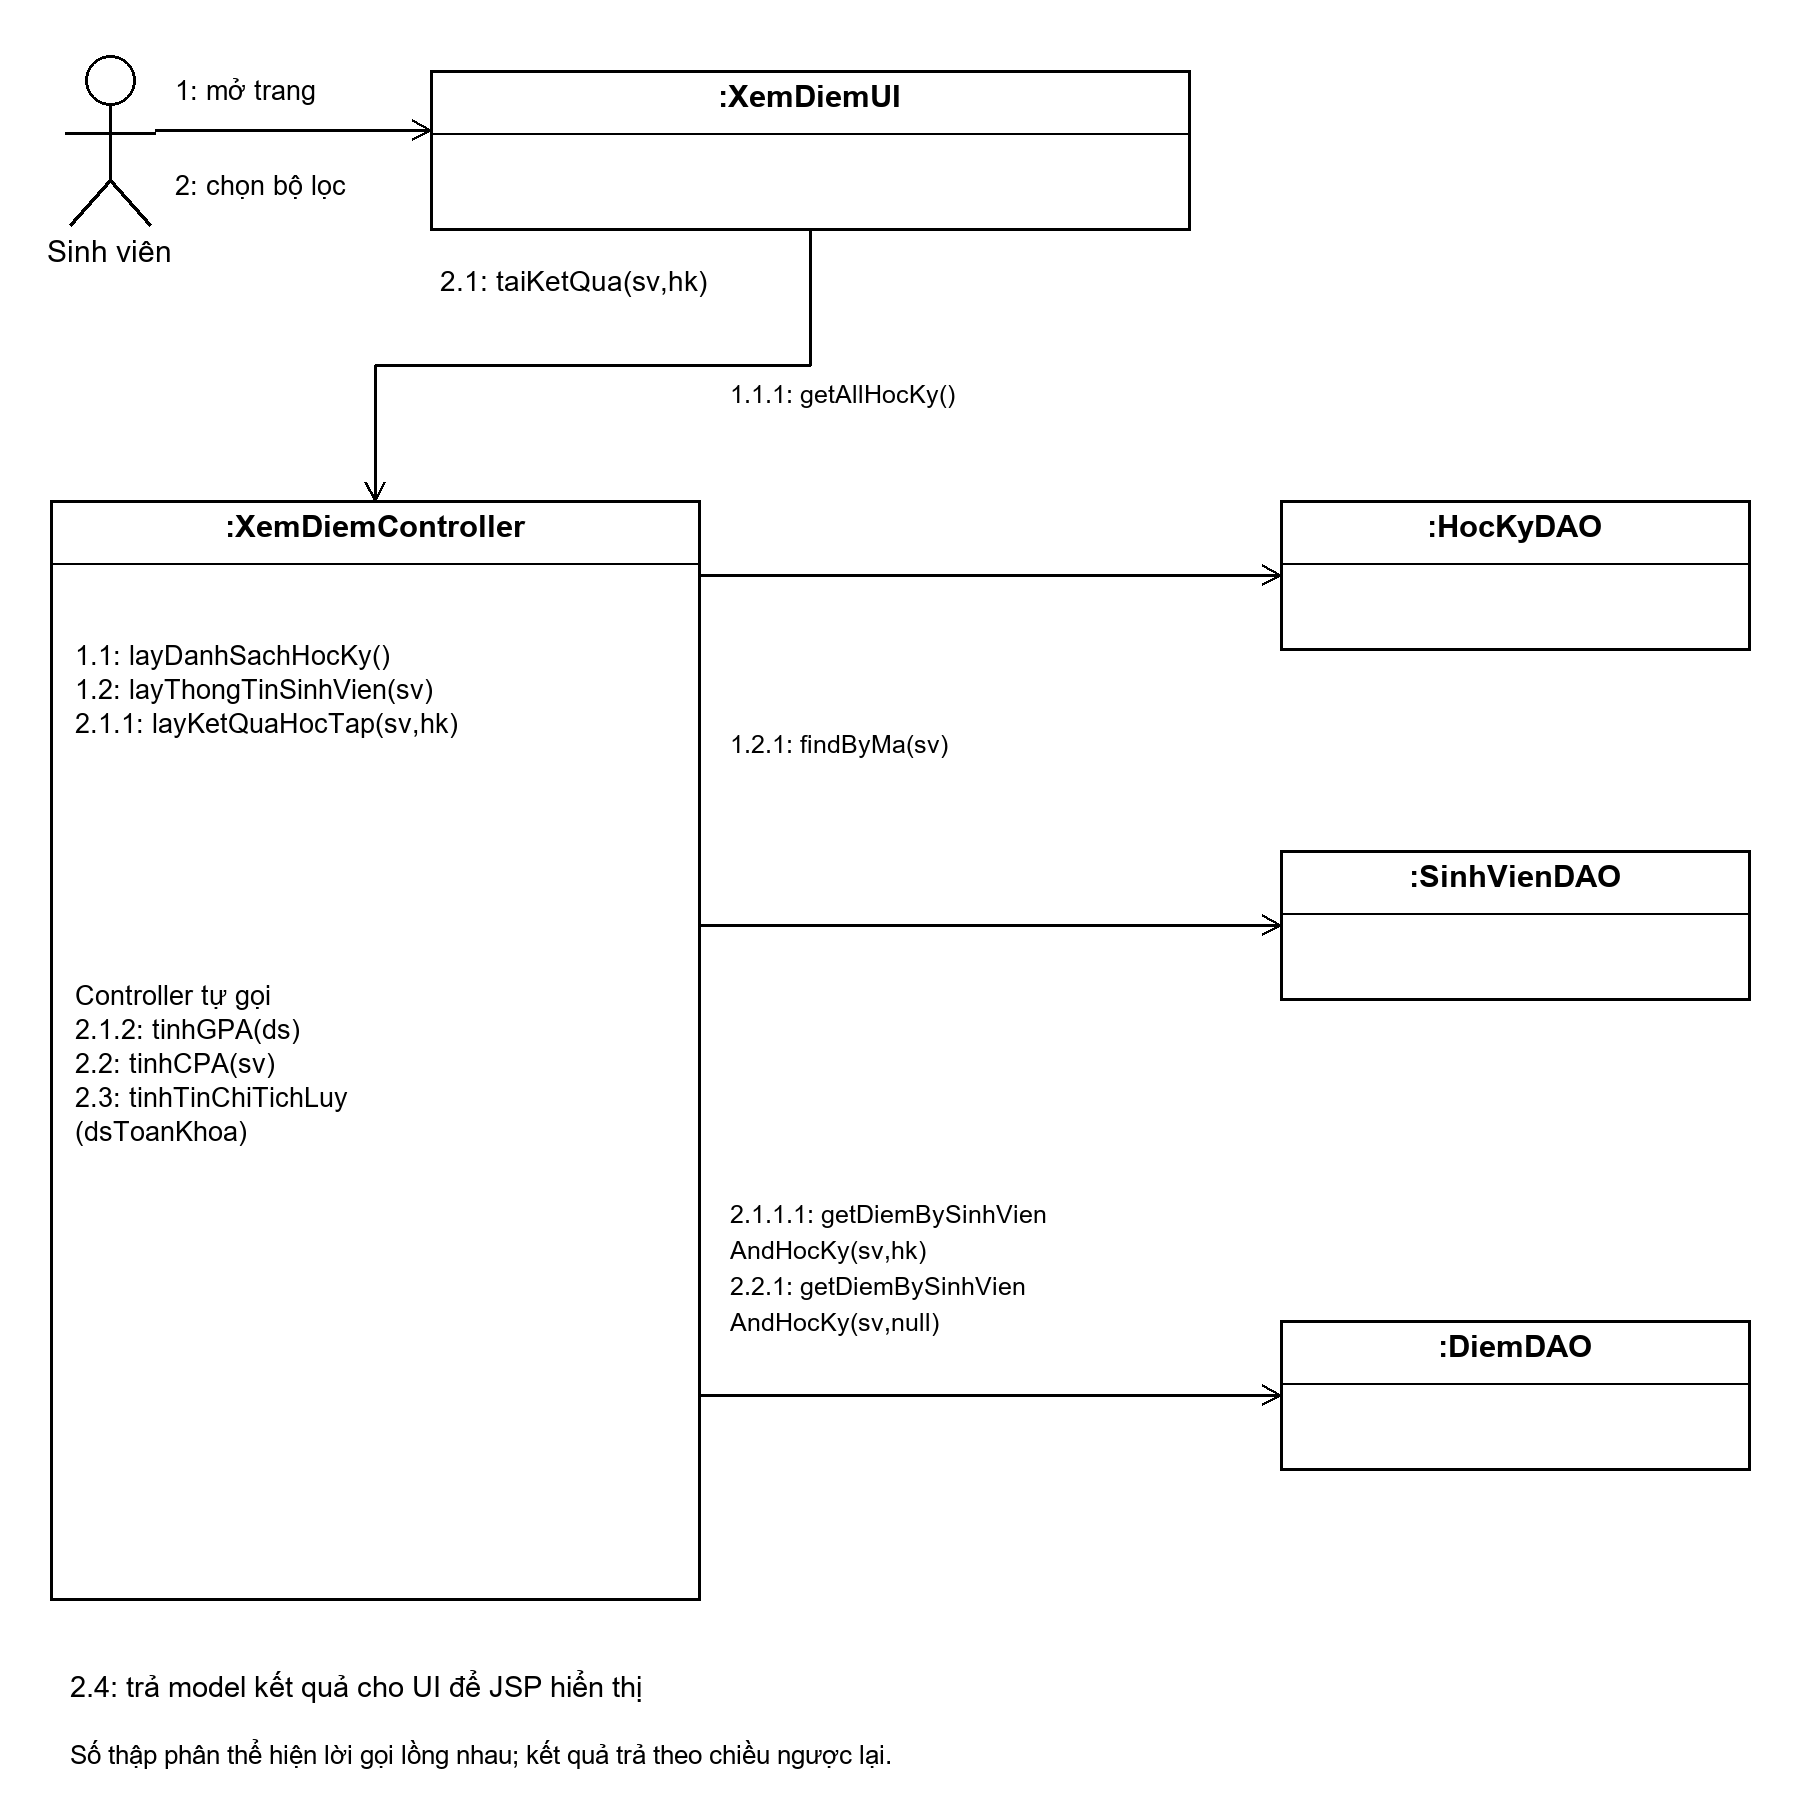 1: mở trang
:XemDiemUI
2: chọn bộ lọc
Sinh viên
2.1: taiKetQua(sv,hk)
1.1.1: getAllHocKy()
:XemDiemController
:HocKyDAO
1.1: layDanhSachHocKy()
1.2: layThongTinSinhVien(sv)
2.1.1: layKetQuaHocTap(sv,hk)
1.2.1: findByMa(sv)
:SinhVienDAO
Controller tự gọi
2.1.2: tinhGPA(ds)
2.2: tinhCPA(sv)
2.3: tinhTinChiTichLuy
(dsToanKhoa)
2.1.1.1: getDiemBySinhVien
AndHocKy(sv,hk)
2.2.1: getDiemBySinhVien
AndHocKy(sv,null)
:DiemDAO
2.4: trả model kết quả cho UI để JSP hiển thị
Số thập phân thể hiện lời gọi lồng nhau; kết quả trả theo chiều ngược lại.